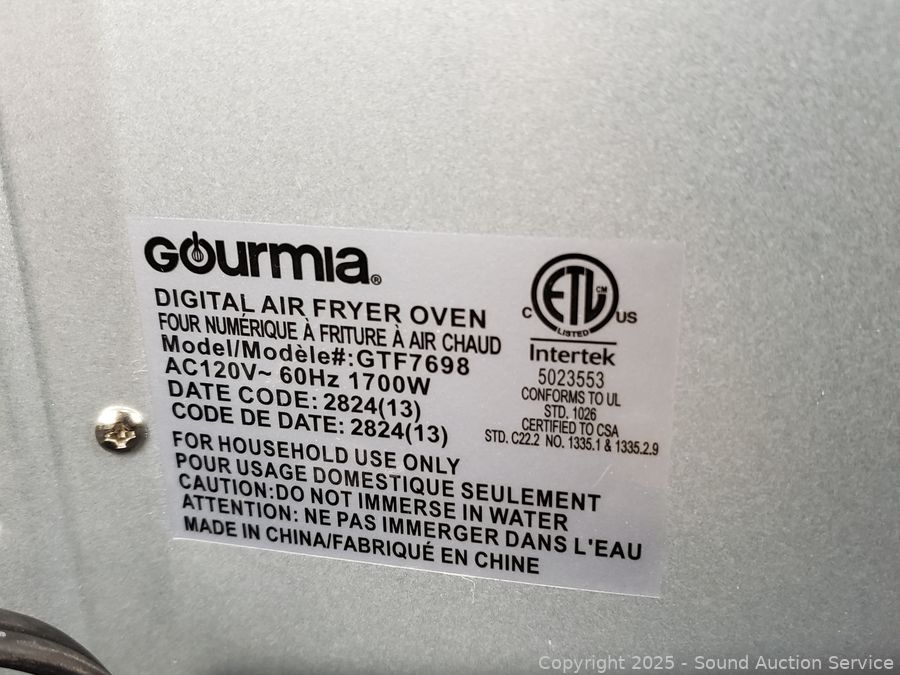 GOURMIA®
DIGITAL AIR FRYER OVEN
FOUR NUMÉRIQUE À FRITURE À AIR CHAUD
Model/Modèle#:GTF7698
AC120V~ 60Hz 1700W
DATE CODE: 2824(13)
CODE DE DATE: 2824(13)
FOR HOUSEHOLD USE ONLY
POUR USAGE DOMESTIQUE SEULEMENT
CAUTION:DO NOT IMMERSE IN WATER
ATTENTION: NE PAS IMMERGER DANS L'EAU
MADE IN CHINA/FABRIQUÉ EN CHINE
ETL CM
C US
LISTED
Intertek
5023553
CONFORMS TO UL
STD. 1026
CERTIFIED TO CSA
STD. C22.2 NO. 1335.1 & 1335.2.9
Copyright © 2025 - Sound Auction Service